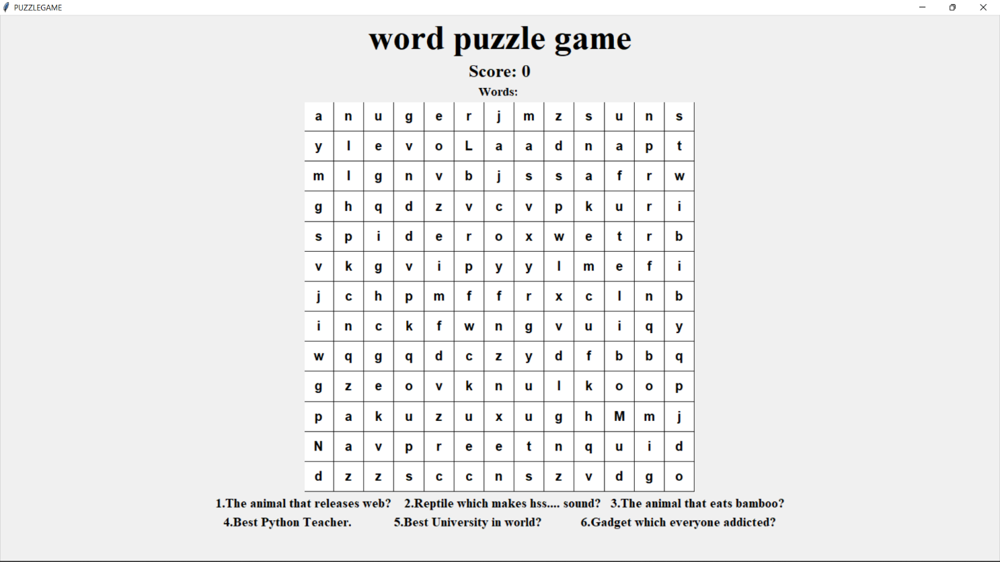 PUZZLEGAME
word puzzle game
Score: 0
Words:
a n u g e r j m z s u n s
y l e v o L a a d n a p t
m l g n v b j s s a f r w
g h q d z v c v p k u r i
s p i d e r o x w e t r b
v k g v i p y y l m e f i
j c h p m f f r x c l n b
i n c k f w n g v u i q y
w q g q d c z y d f b b q
g z e o v k n u l k o o p
p a k u z u x u g h M m j
N a v p r e e t n q u i d
d z z s c c n s z v d g o
1.The animal that releases web? 2.Reptile which makes hss.... sound? 3.The animal that eats bamboo?
4.Best Python Teacher. 5.Best University in world? 6.Gadget which everyone addicted?